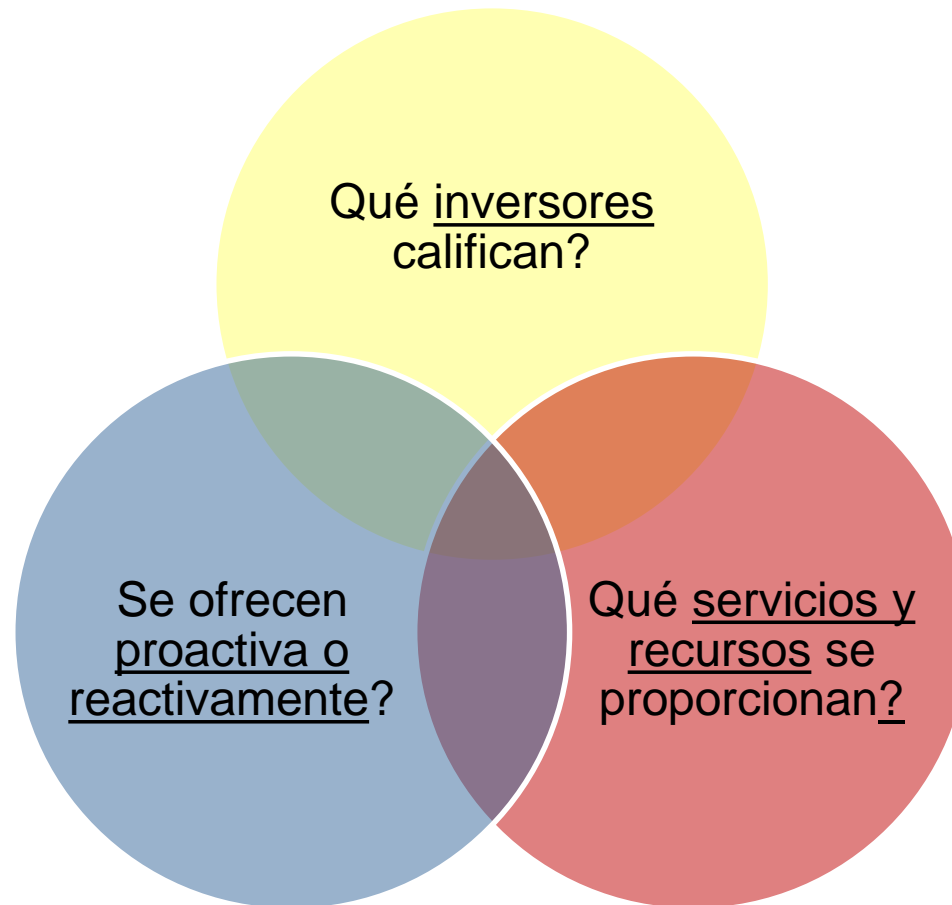 Qué inversores
califican?
Se ofrecen
proactiva o
reactivamente?
Qué servicios y
recursos se
proporcionan?